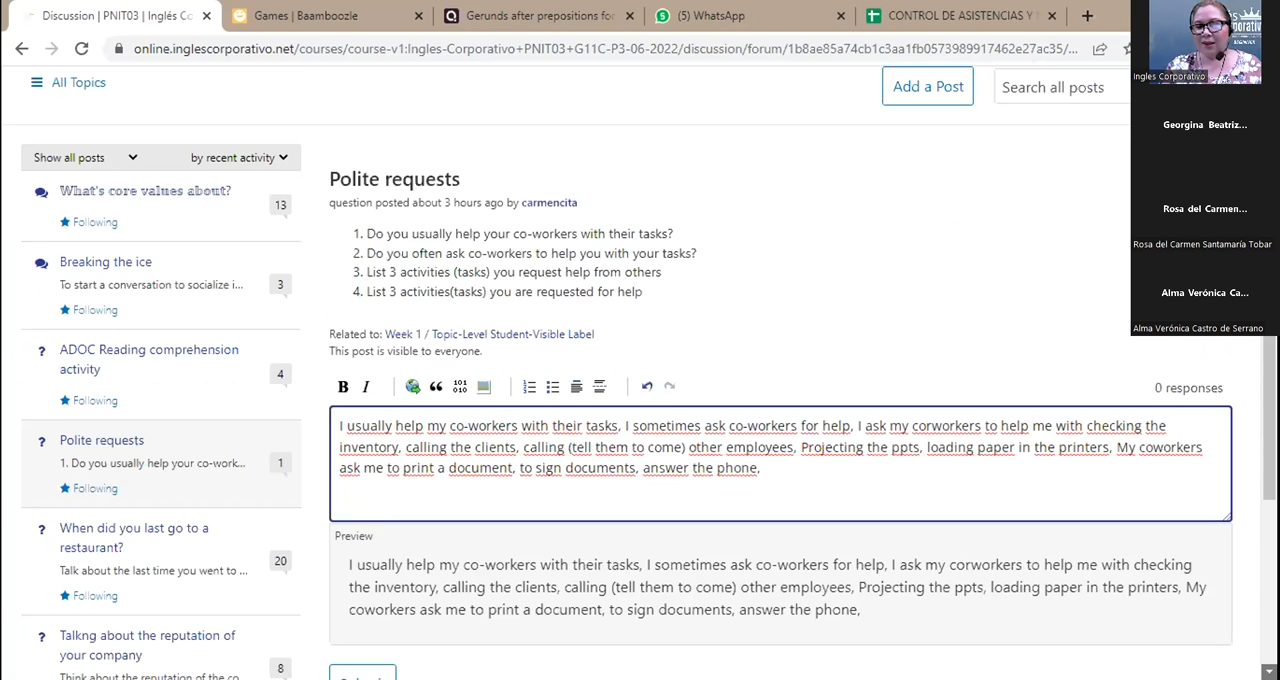 Discussion | PNIT03 | Inglés Co
Games | Baamboozle
Gerunds after prepositions for
(5) WhatsApp
CONTROL DE ASISTENCIAS Y
online.inglescorporativo.net/courses/course-v1:Ingles-Corporativo+PNIT03+G11C-P3-06-2022/discussion/forum/1b8ae85a74cb1c3aa1fb0573989917462e27ac35/...
All Topics
Add a Post
Search all posts
Ingles Corporativo
Georgina Beatriz...
Rosa del Carmen...
Rosa del Carmen Santamaría Tobar
Alma Verónica Ca...
Alma Verónica Castro de Serrano
Show all posts
by recent activity
What's core values about?
13
Following
Breaking the ice
To start a conversation to socialize i...
3
Following
ADOC Reading comprehension
activity
4
Following
Polite requests
1. Do you usually help your co-work...
1
Following
When did you last go to a
restaurant?
Talk about the last time you went to ...
20
Following
Talkng about the reputation of
your company
Think about the reputation of the co
8
Polite requests
question posted about 3 hours ago by carmencita
1. Do you usually help your co-workers with their tasks?
2. Do you often ask co-workers to help you with your tasks?
3. List 3 activities (tasks) you request help from others
4. List 3 activities(tasks) you are requested for help
Related to: Week 1 / Topic-Level Student-Visible Label
This post is visible to everyone.
B I
0 responses
I usually help my co-workers with their tasks, I sometimes ask co-workers for help, I ask my corworkers to help me with checking the
inventory, calling the clients, calling (tell them to come) other employees, Projecting the ppts, loading paper in the printers, My coworkers
ask me to print a document, to sign documents, answer the phone,
Preview
I usually help my co-workers with their tasks, I sometimes ask co-workers for help, I ask my corworkers to help me with checking
the inventory, calling the clients, calling (tell them to come) other employees, Projecting the ppts, loading paper in the printers, My
coworkers ask me to print a document, to sign documents, answer the phone,